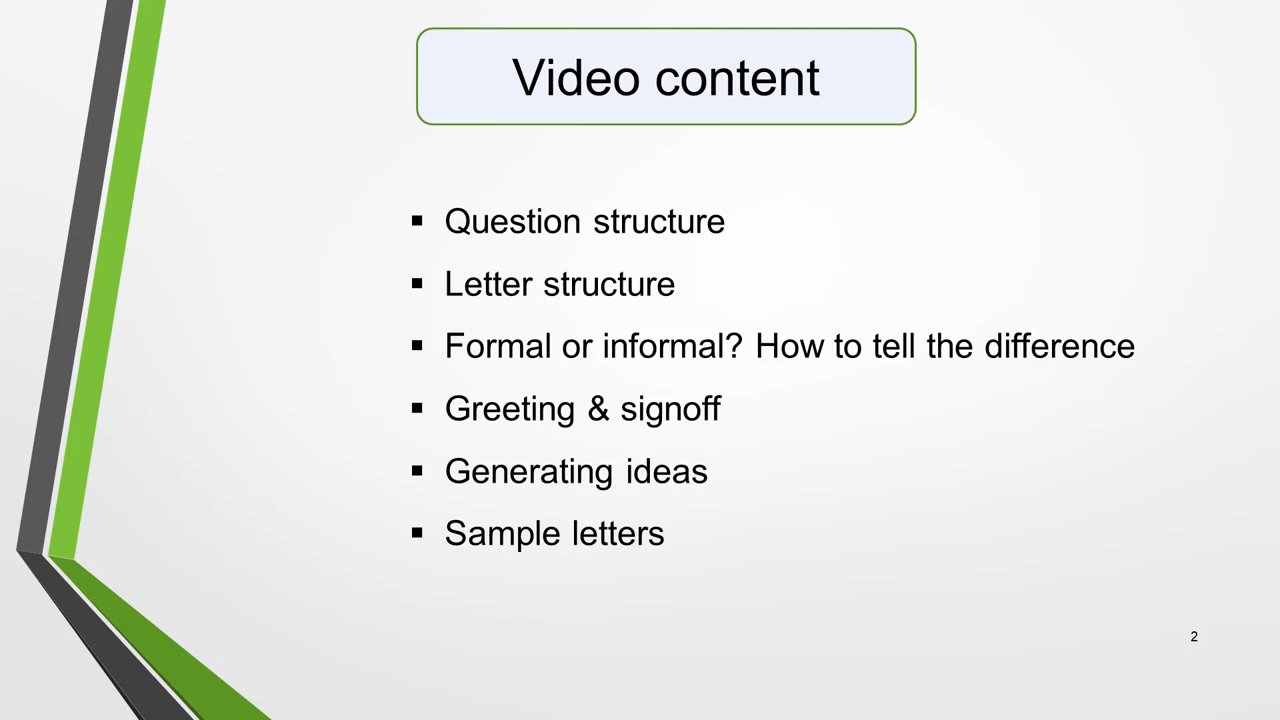 Video content
▪ Question structure
▪ Letter structure
▪ Formal or informal? How to tell the difference
▪ Greeting & signoff
▪ Generating ideas
▪ Sample letters
2